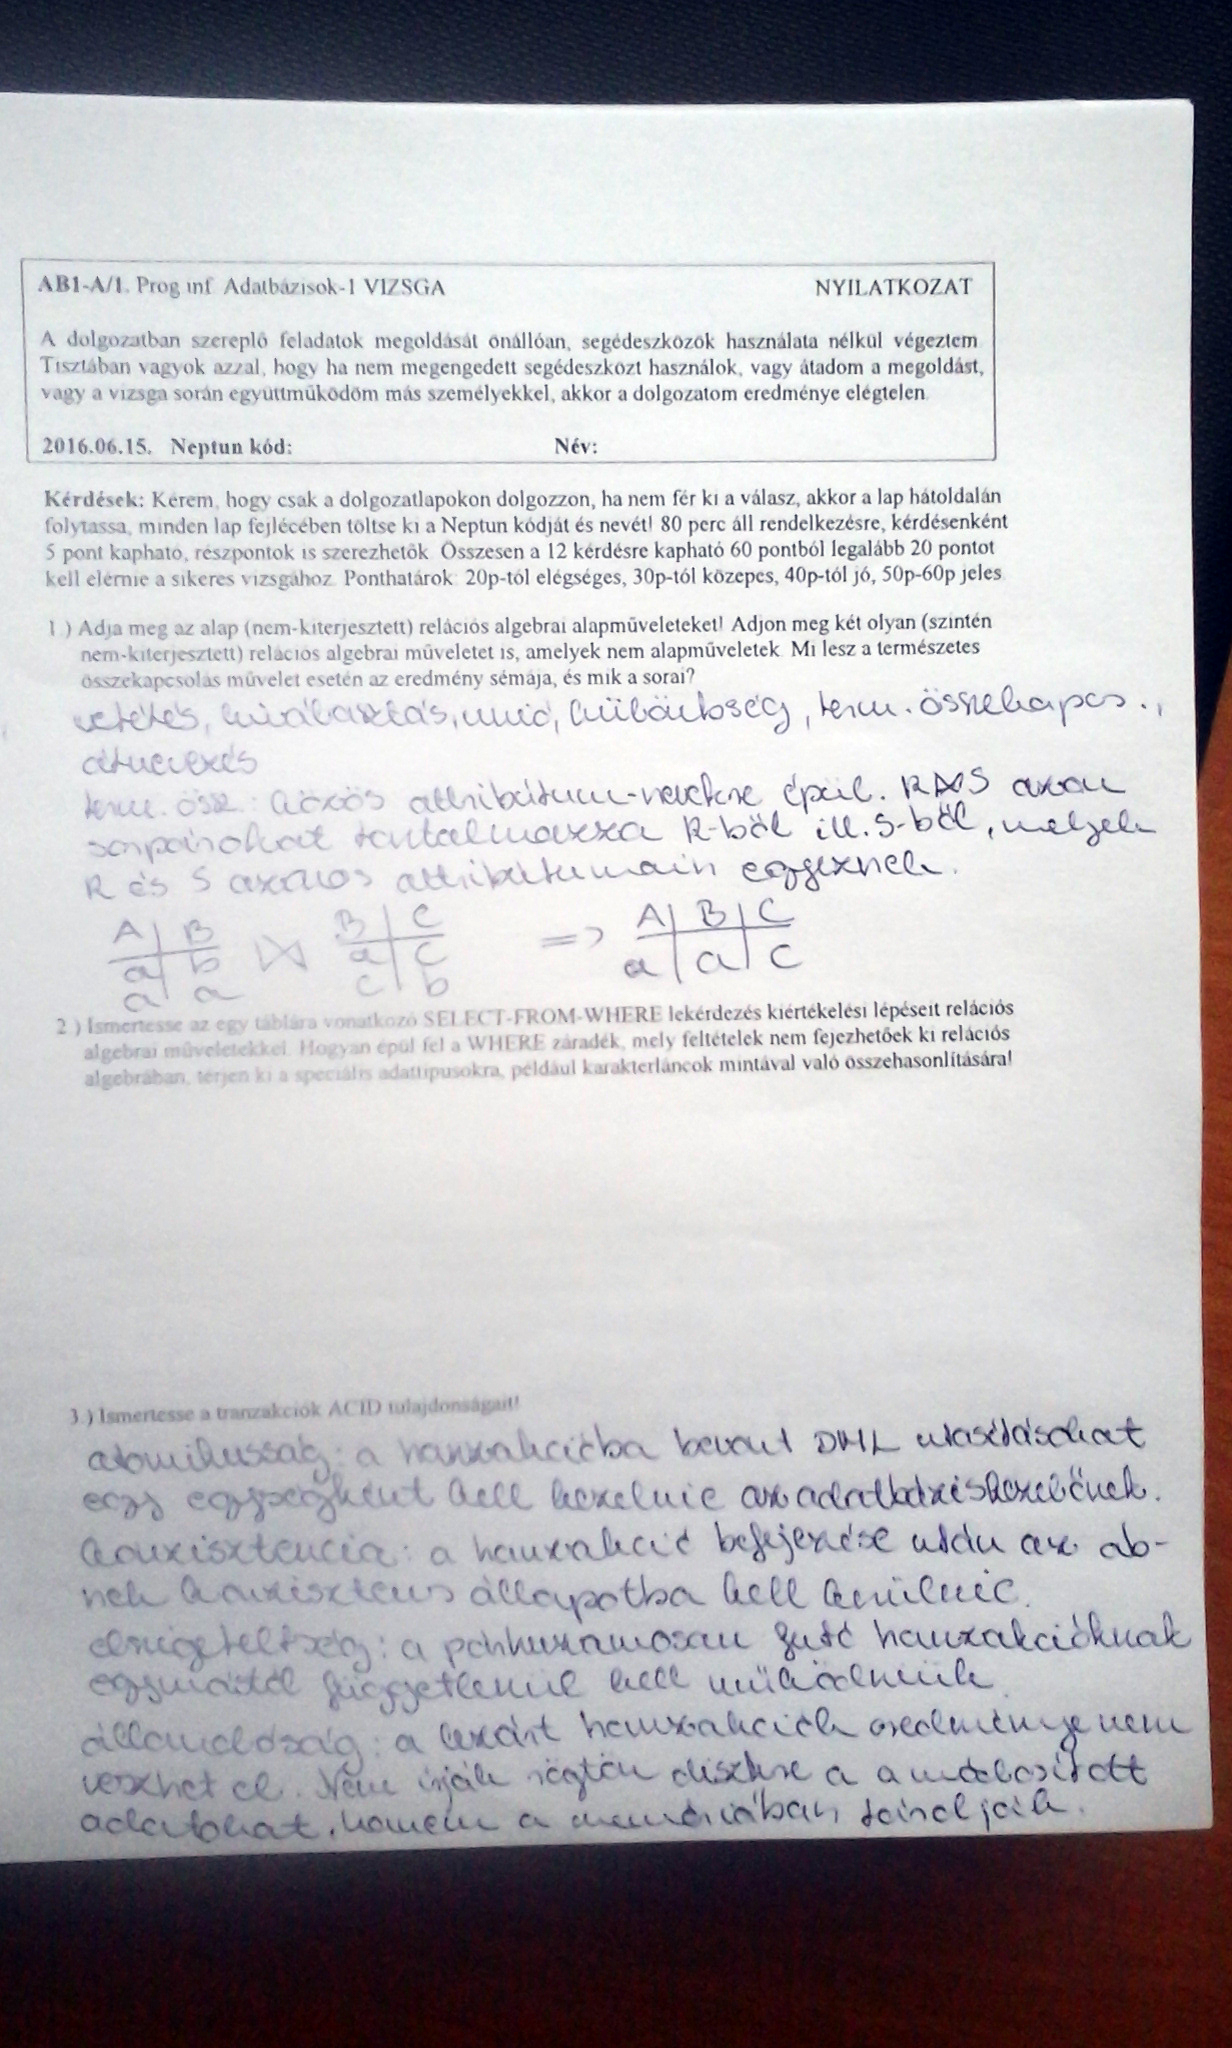 AB1-A/1. Prog inf Adatbázisok-1 VIZSGA NYILATKOZAT
A dolgozatban szereplő feladatok megoldását önállóan, segédeszközök használata nélkül végeztem
Tisztában vagyok azzal, hogy ha nem megengedett segédeszközt használok, vagy átadom a megoldást,
vagy a vizsga során együttműködöm más személyekkel, akkor a dolgozatom eredménye elégtelen
2016.06.15. Neptun kód: Név:
Kérdések: Kérem, hogy csak a dolgozatlapokon dolgozzon, ha nem fér ki a válasz, akkor a lap hátoldalán
folytassa, minden lap fejlécében töltse ki a Neptun kódját és nevét! 80 perc áll rendelkezésre, kérdésenként
5 pont kapható, részpontok is szerezhetők Összesen a 12 kérdésre kapható 60 pontból legalább 20 pontot
kell elérnie a sikeres vizsgához. Ponthatárok: 20p-tól elégséges, 30p-tól közepes, 40p-tól jó, 50p-60p jeles
1.) Adja meg az alap (nem-kiterjesztett) relációs algebrai alapműveleteket! Adjon meg két olyan (szintén
nem-kiterjesztett) relációs algebrai műveletet is, amelyek nem alapműveletek. Mi lesz a természetes
összekapcsolás művelet esetén az eredmény sémája, és mik a sorai?
vetítés, kiválasztás, unió, különbség, term. összekapcs.,
átnevezés
term. össz.: közös attribútum-nevekre épül. R⋈S azon
sorpárokat tartalmazza R-ből ill. S-ből, melyek
R és S azonos attribútumain egyeznek.
A | B B | C A | B | C
a | b ⋈ a | c => a | a | c
a | a c | b
2.) Ismertesse az egy táblára vonatkozó SELECT-FROM-WHERE lekérdezés kiértékelési lépéseit relációs
algebrai műveletekkel. Hogyan épül fel a WHERE záradék, mely feltételek nem fejezhetőek ki relációs
algebrában, térjen ki a speciális adattípusokra, például karakterláncok mintával való összehasonlítására!
3.) Ismertesse a tranzakciók ACID tulajdonságait!
atomikusság: a tranzakcióba bevont DML utasításokat
egy egységként kell kezelnie az adatbáziskezelőnek.
konzisztencia: a tranzakció befejezése után az ab-
nek konzisztens állapotba kell kerülnie.
elszigeteltség: a párhuzamosan futó tranzakcióknak
egymástól függetlenül kell működniük
állandóság: a lezárt tranzakciók eredménye nem
veszhet el. Nem írják rögtön diszkre a a módosított
adatokat, hanem a memóriában tárolják.